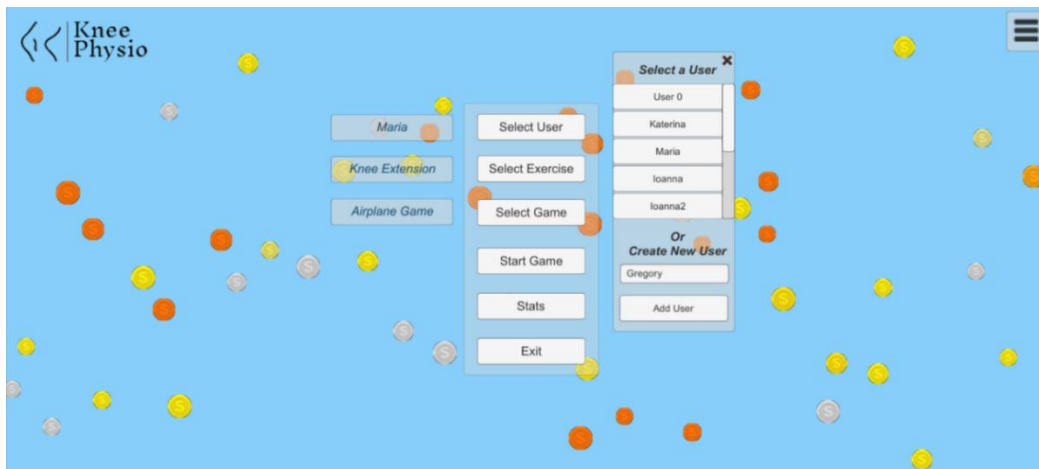 Knee
Physio
Maria
Knee Extension
Airplane Game
Select User
Select Exercise
Select Game
Start Game
Stats
Exit
Select a User
User 0
Katerina
Maria
Ioanna
Ioanna2
Or
Create New User
Gregory
Add User